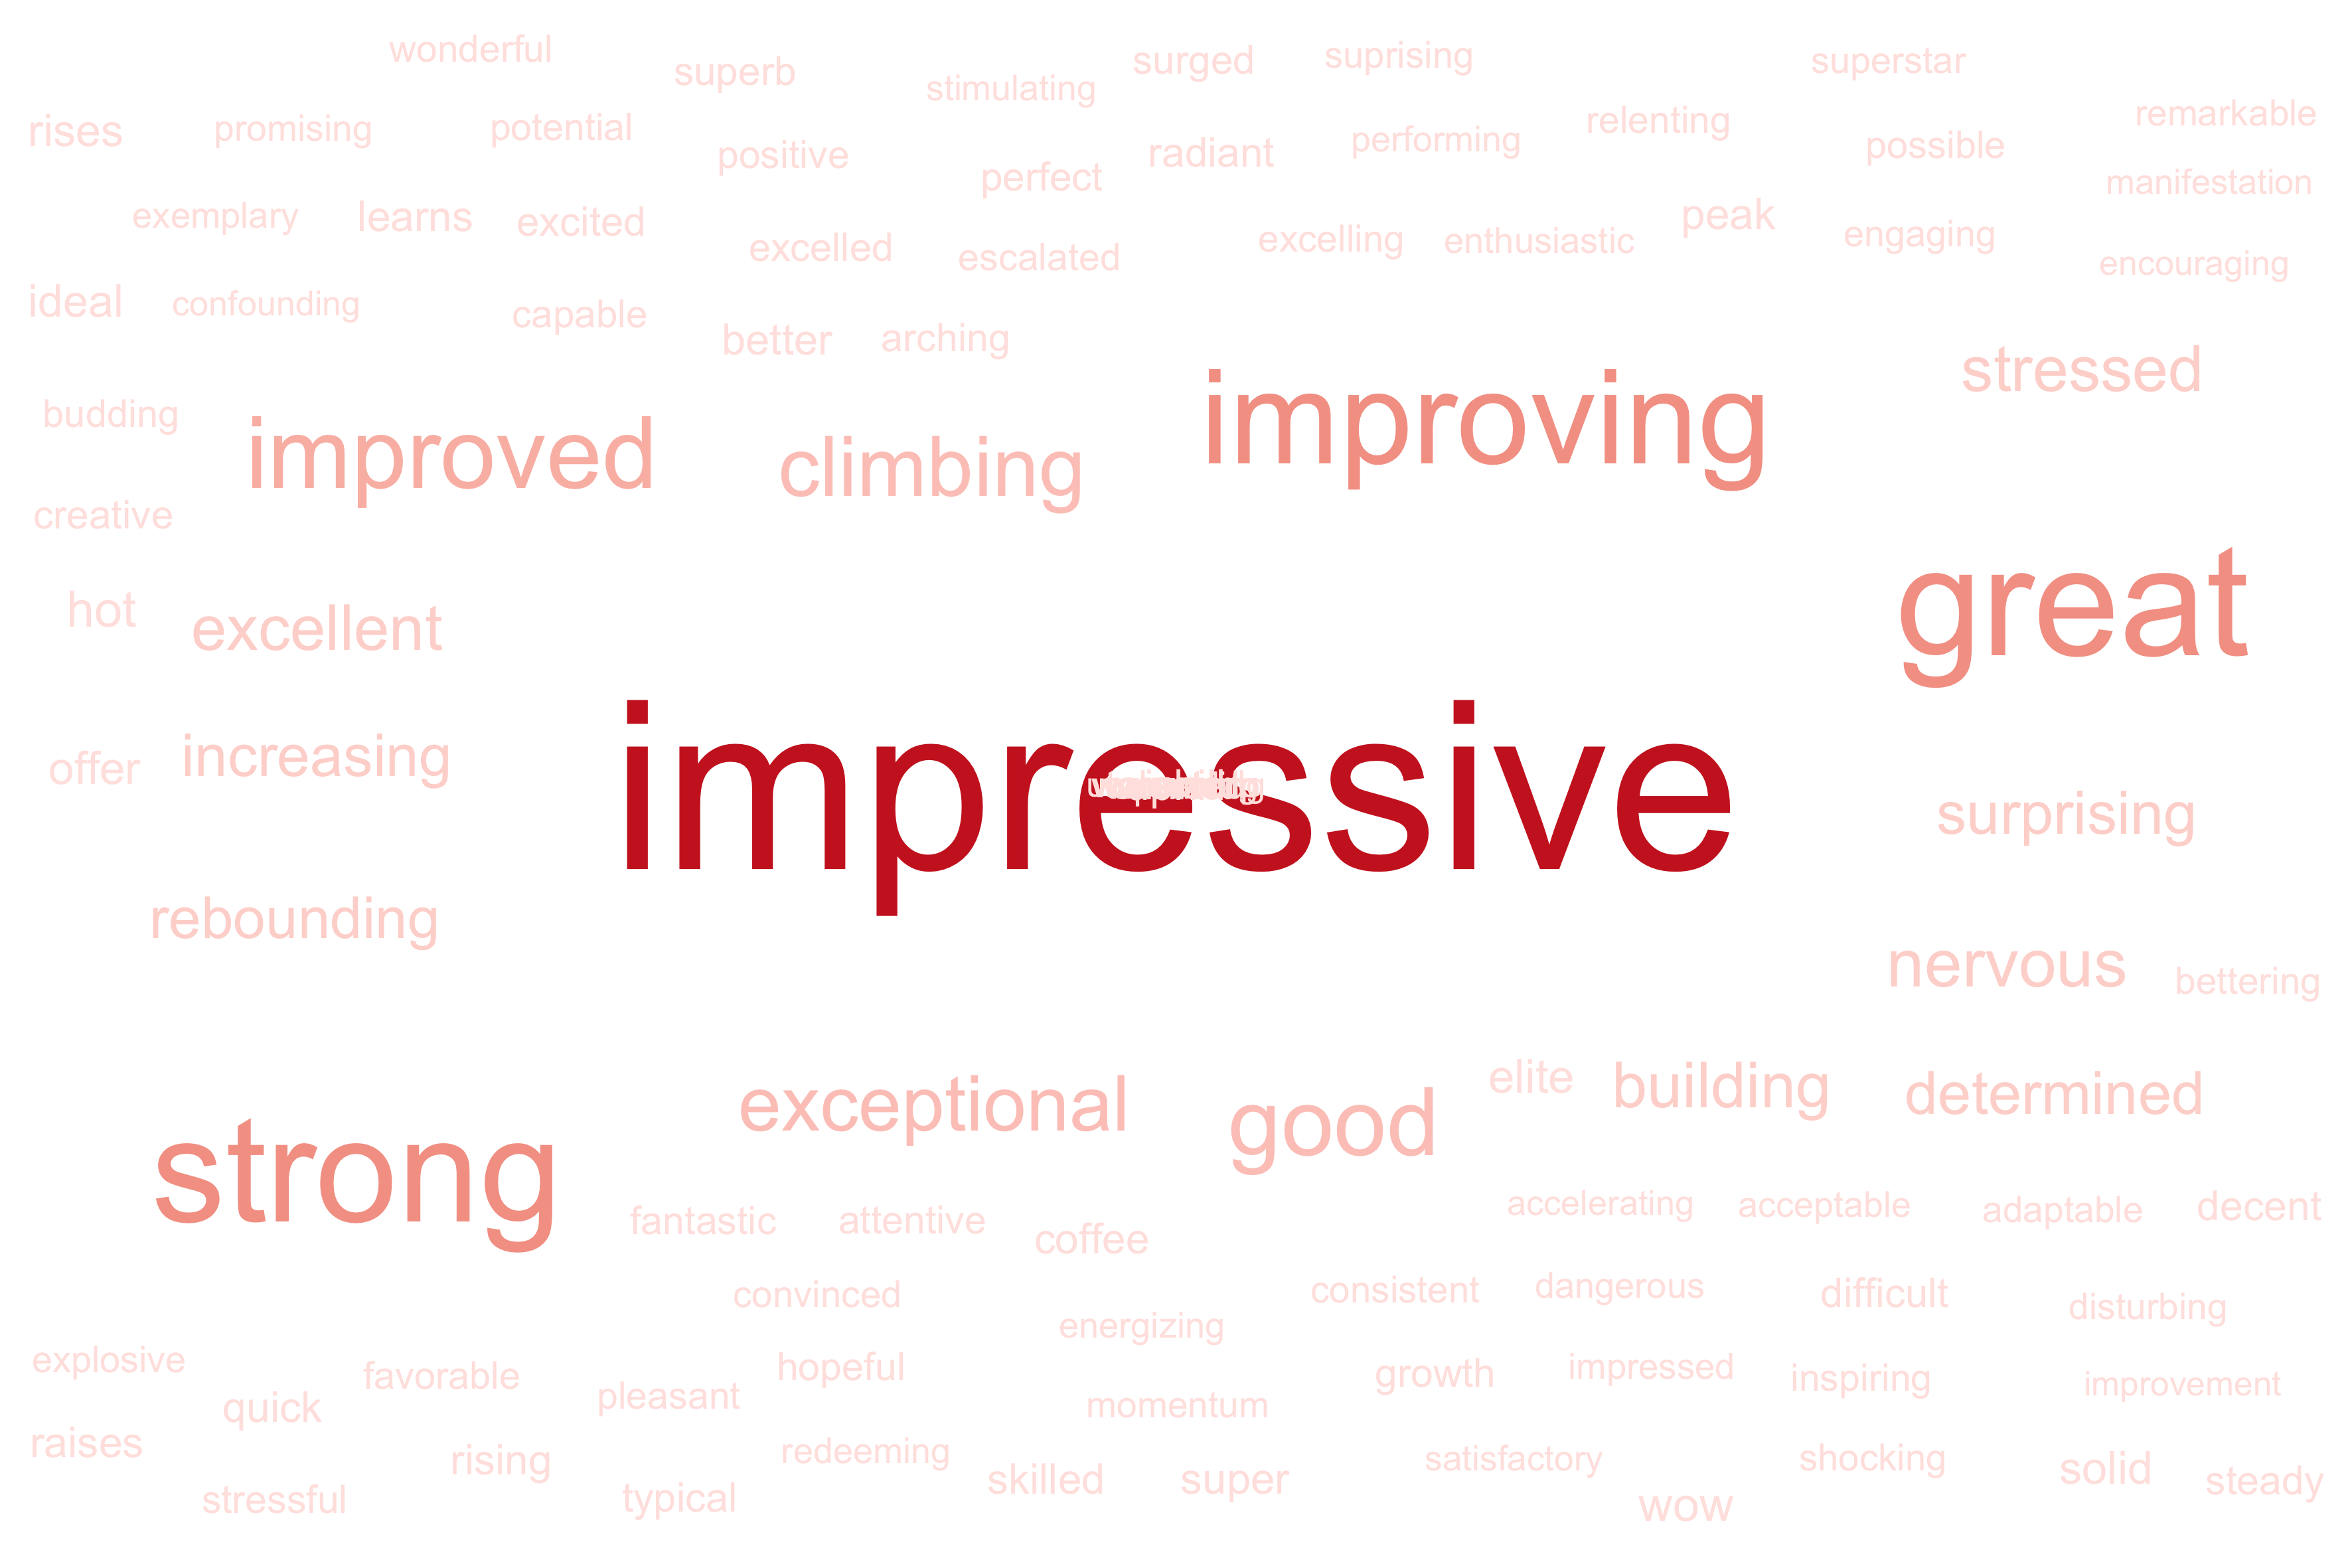 wonderful
superb
stimulating
surged
suprising
superstar
rises
promising
potential
positive
perfect
radiant
performing
relenting
possible
remarkable
manifestation
exemplary
learns
excited
excelled
escalated
excelling
enthusiastic
peak
engaging
encouraging
ideal
confounding
capable
better
arching
improving
stressed
budding
improved
climbing
creative
great
hot
excellent
offer
increasing
impressive
surprising
rebounding
nervous
bettering
elite
building
determined
exceptional
good
strong
fantastic
attentive
coffee
accelerating
acceptable
adaptable
decent
convinced
energizing
consistent
dangerous
difficult
disturbing
explosive
favorable
hopeful
growth
impressed
inspiring
improvement
quick
pleasant
momentum
raises
rising
redeeming
skilled
super
satisfactory
shocking
solid
steady
stressful
typical
wow